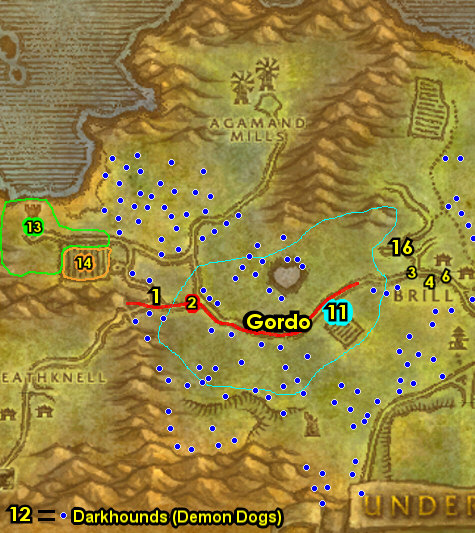 AGAMAND
MILLS
13
14
16
3
4
6
BRILL
1
2
Gordo
11
EATHKNELL
UNDER
12 = Darkhounds (Demon Dogs)